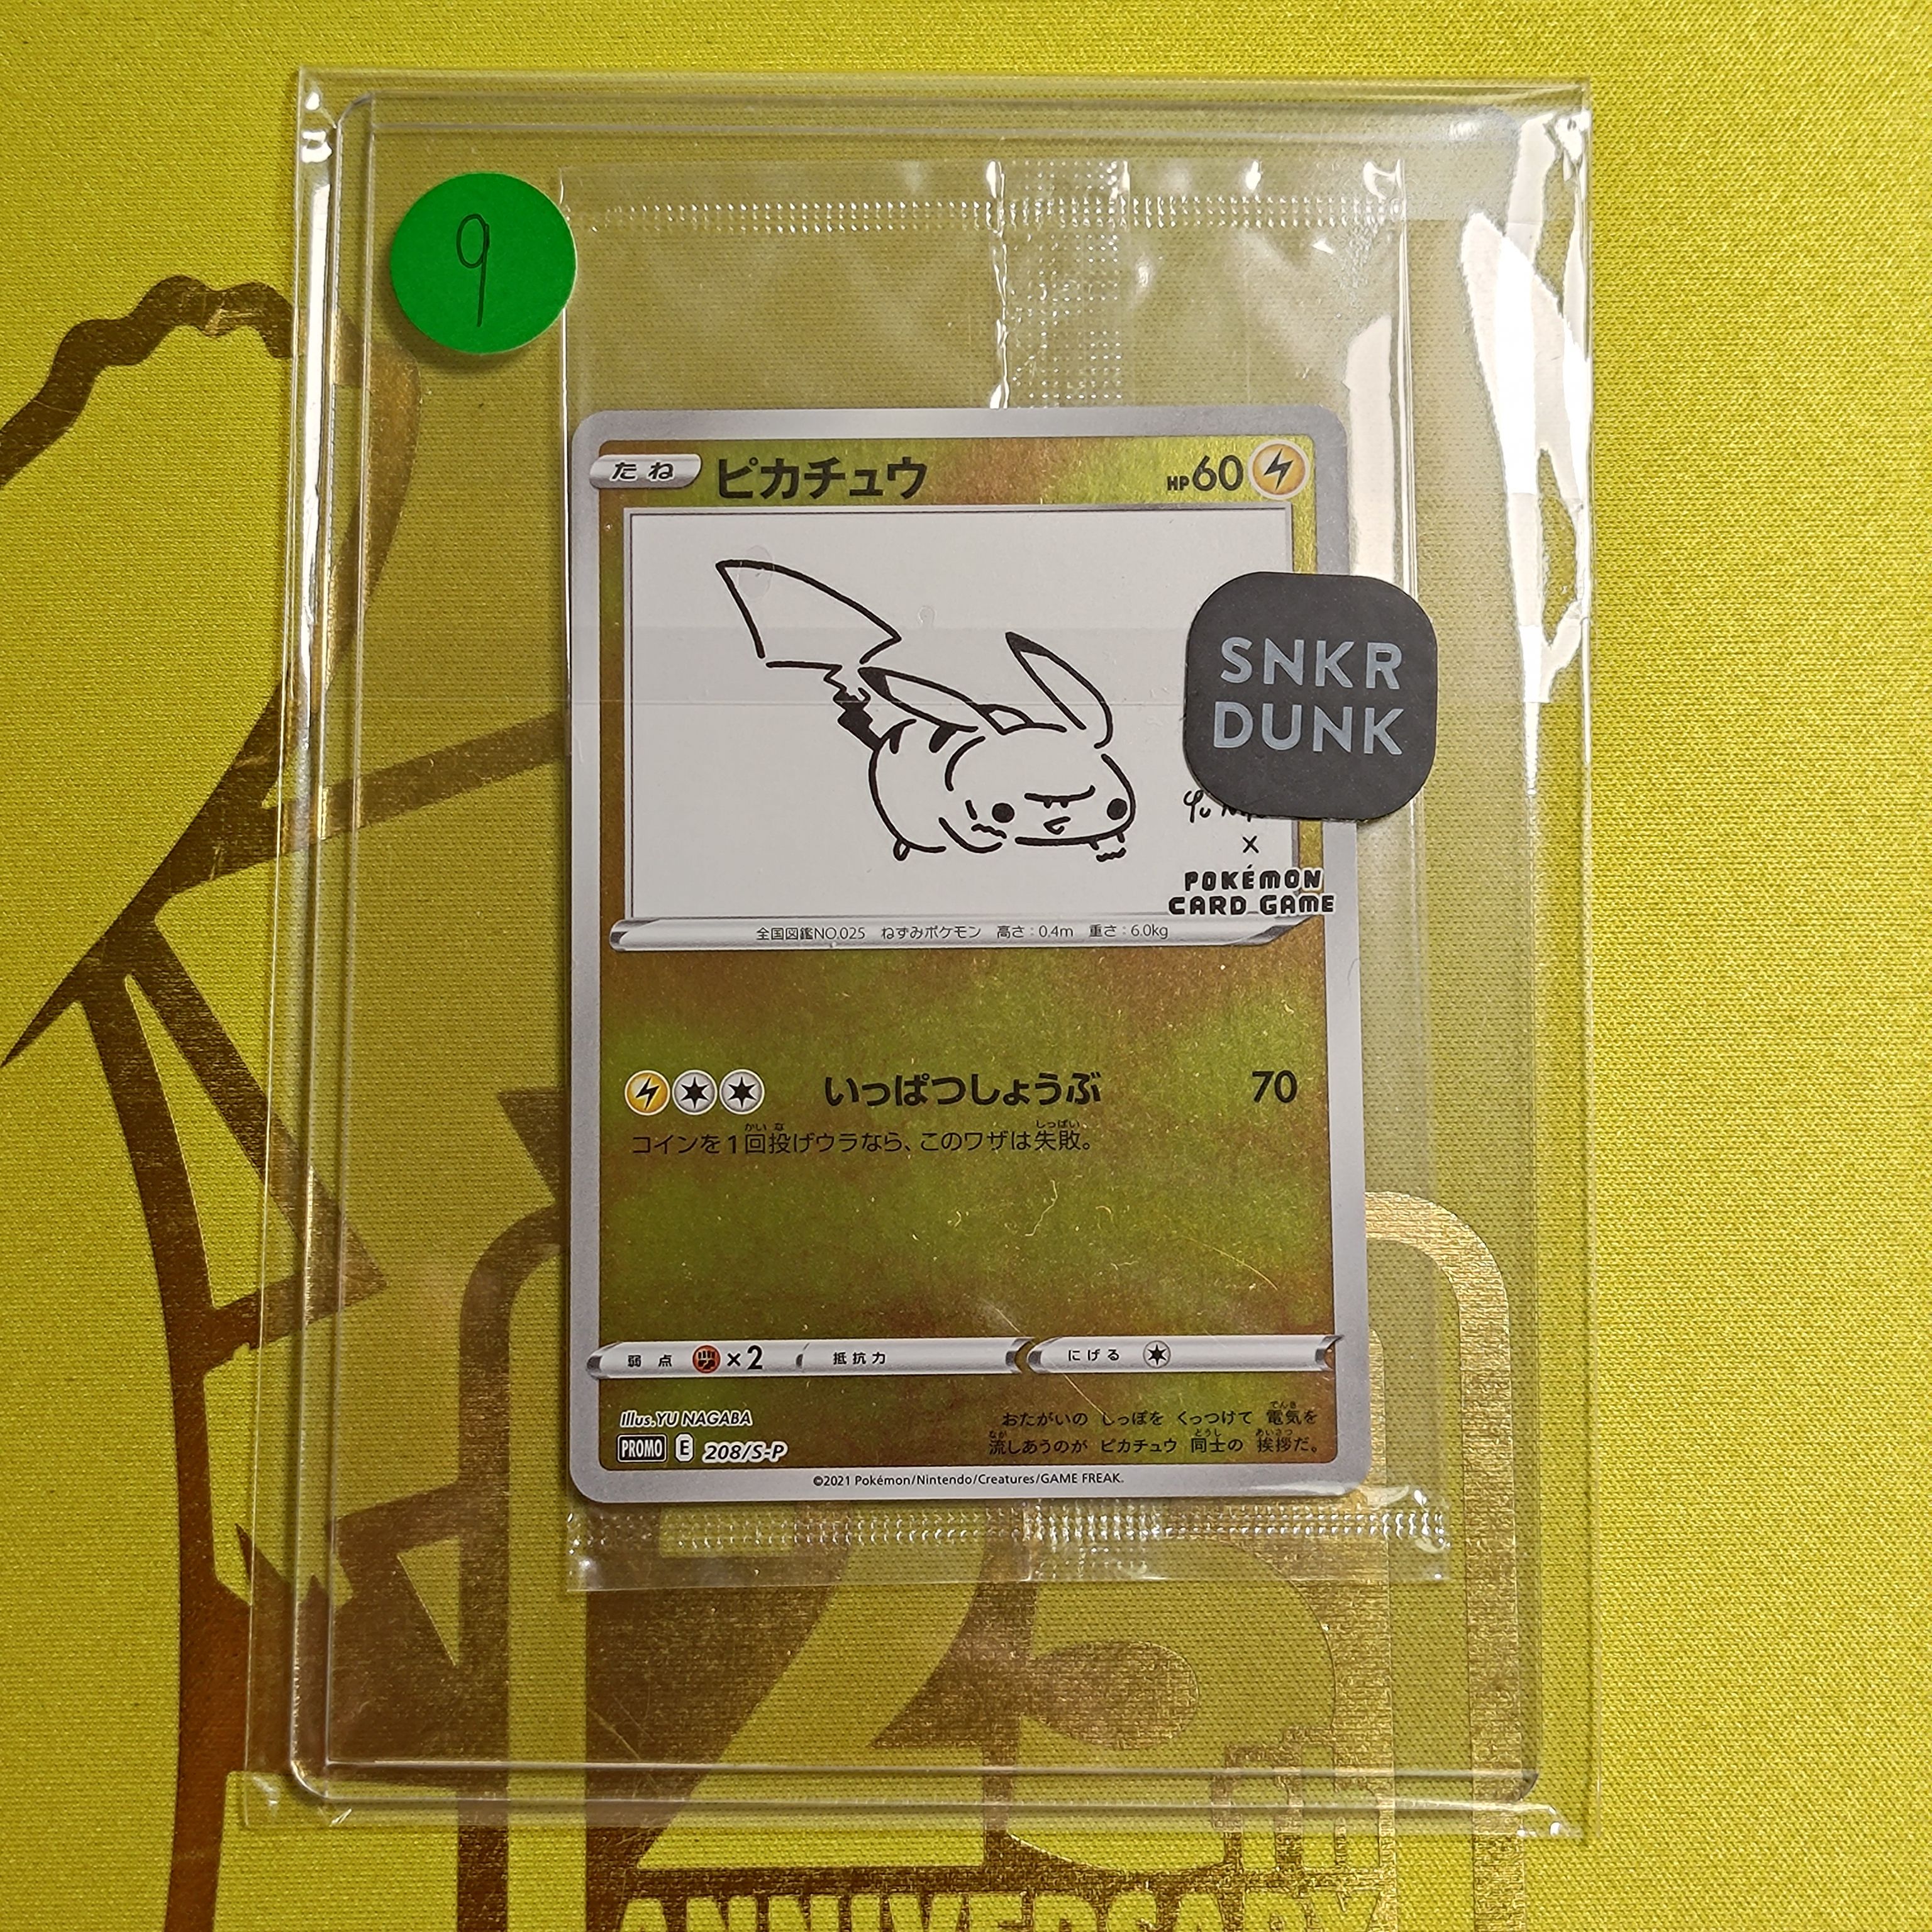 9
たね ピカチュウ HP60
SNKR
DUNK
Yu
×
POKÉMON
CARD GAME
全国図鑑NO.025 ねずみポケモン 高さ：0.4m 重さ：6.0kg
いっぱつしょうぶ 70
コインを1回投げウラなら、このワザは失敗。
弱点 ×2 抵抗力 にげる
Illus.YU NAGABA
おたがいの しっぽを くっつけて 電気を
PROMO E 208/S-P
流しあうのが ピカチュウ 同士の 挨拶だ。
©2021 Pokémon/Nintendo/Creatures/GAME FREAK.
25th
ANNIVERSARY